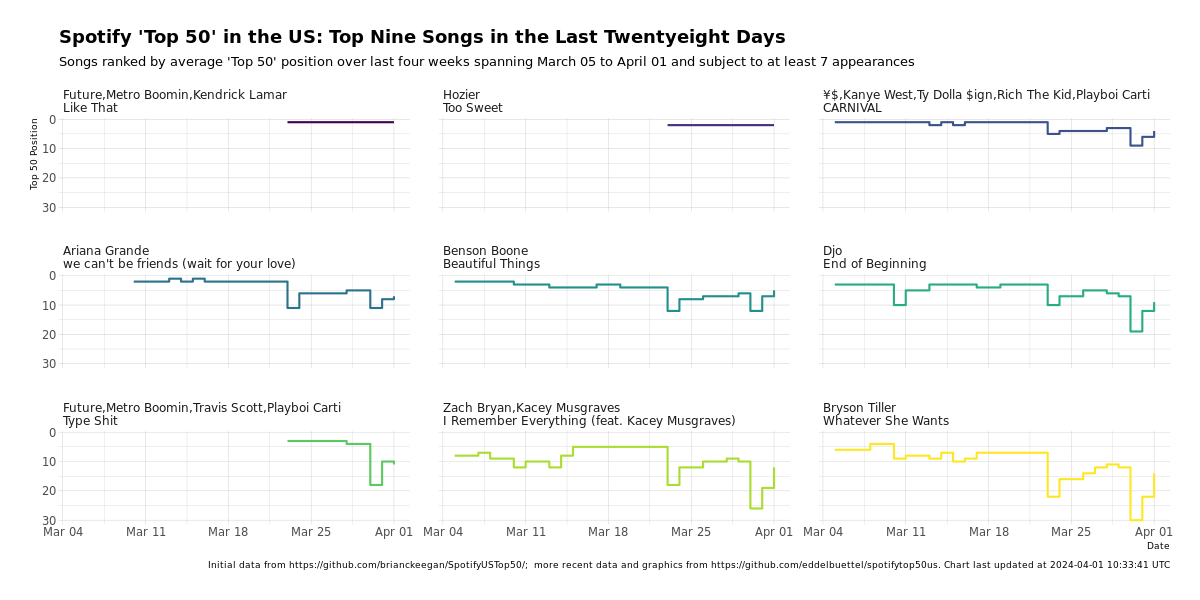 Spotify 'Top 50' in the US: Top Nine Songs in the Last Twentyeight Days
Songs ranked by average 'Top 50' position over last four weeks spanning March 05 to April 01 and subject to at least 7 appearances
Future,Metro Boomin,Kendrick Lamar
Like That
Hozier
Too Sweet
¥$,Kanye West,Ty Dolla $ign,Rich The Kid,Playboi Carti
CARNIVAL
Top 50 Position
0
10
20
30
Ariana Grande
we can't be friends (wait for your love)
Benson Boone
Beautiful Things
Djo
End of Beginning
0
10
20
30
Future,Metro Boomin,Travis Scott,Playboi Carti
Type Shit
Zach Bryan,Kacey Musgraves
I Remember Everything (feat. Kacey Musgraves)
Bryson Tiller
Whatever She Wants
0
10
20
30
Mar 04 Mar 11 Mar 18 Mar 25 Apr 01
Mar 04 Mar 11 Mar 18 Mar 25 Apr 01
Mar 04 Mar 11 Mar 18 Mar 25 Apr 01
Date
Initial data from https://github.com/brianckeegan/SpotifyUSTop50/; more recent data and graphics from https://github.com/eddelbuettel/spotifytop50us. Chart last updated at 2024-04-01 10:33:41 UTC